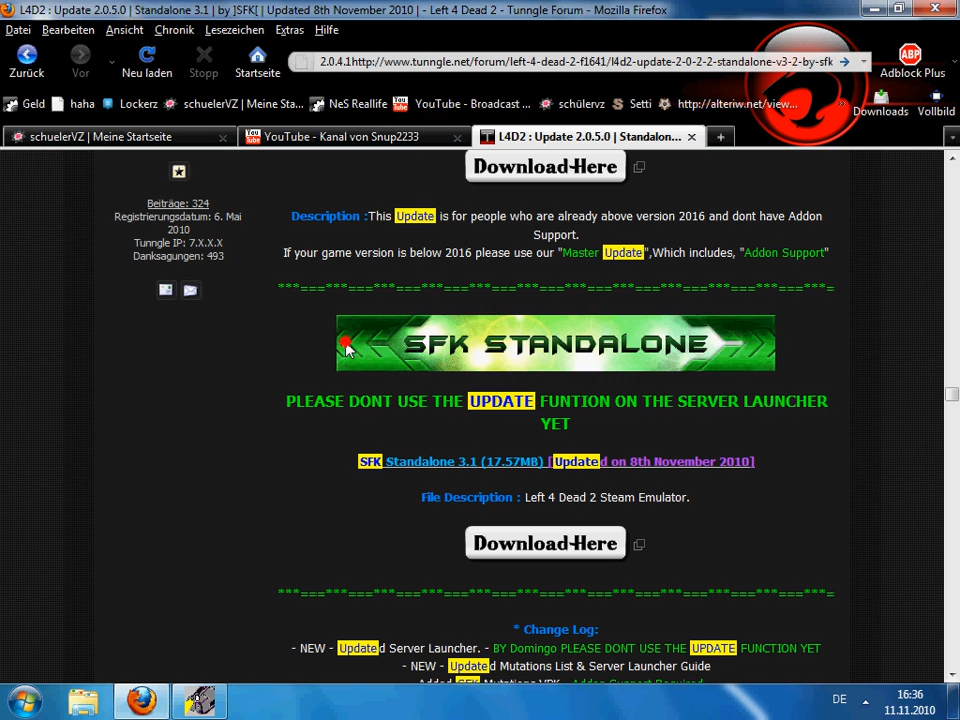 L4D2 : Update 2.0.5.0 | Standalone 3.1 | by ]SFK[ | Updated 8th November 2010] | - Left 4 Dead 2 - Tunngle Forum - Mozilla Firefox
Datei Bearbeiten Ansicht Chronik Lesezeichen Extras Hilfe
Zurück Vor Neu laden Stopp Startseite
2.0.4.1http://www.tunngle.net/forum/left-4-dead-2-f1641/l4d2-update-2-0-2-2-standalone-v3-2-by-sfk
ABP
Adblock Plus
Geld haha Lockerz schuelerVZ | Meine Sta... NeS Reallife YouTube - Broadcast ... schülervz Setti http://alteriw.net/view... »
Downloads Vollbild
schuelerVZ | Meine Startseite YouTube - Kanal von Snup2233 L4D2 : Update 2.0.5.0 | Standalon...
Download Here
Beiträge: 324
Registrierungsdatum: 6. Mai
2010
Tunngle IP: 7.X.X.X
Danksagungen: 493
Description :This Update is for people who are already above version 2016 and dont have Addon
Support.
If your game version is below 2016 please use our "Master Update",Which includes, "Addon Support"
***===***===***===***===***===***===***===***===***===***===***===***===***=
SFK STANDALONE
PLEASE DONT USE THE UPDATE FUNTION ON THE SERVER LAUNCHER
YET
SFK Standalone 3.1 (17.57MB) [Updated on 8th November 2010]
File Description : Left 4 Dead 2 Steam Emulator.
Download Here
***===***===***===***===***===***===***===***===***===***===***===***===***=
* Change Log:
- NEW - Updated Server Launcher. - BY Domingo PLEASE DONT USE THE UPDATE FUNCTION YET
- NEW - Updated Mutations List & Server Launcher Guide
- Added SFK Mutations VPK - Addon Support Required
DE
16:36
11.11.2010